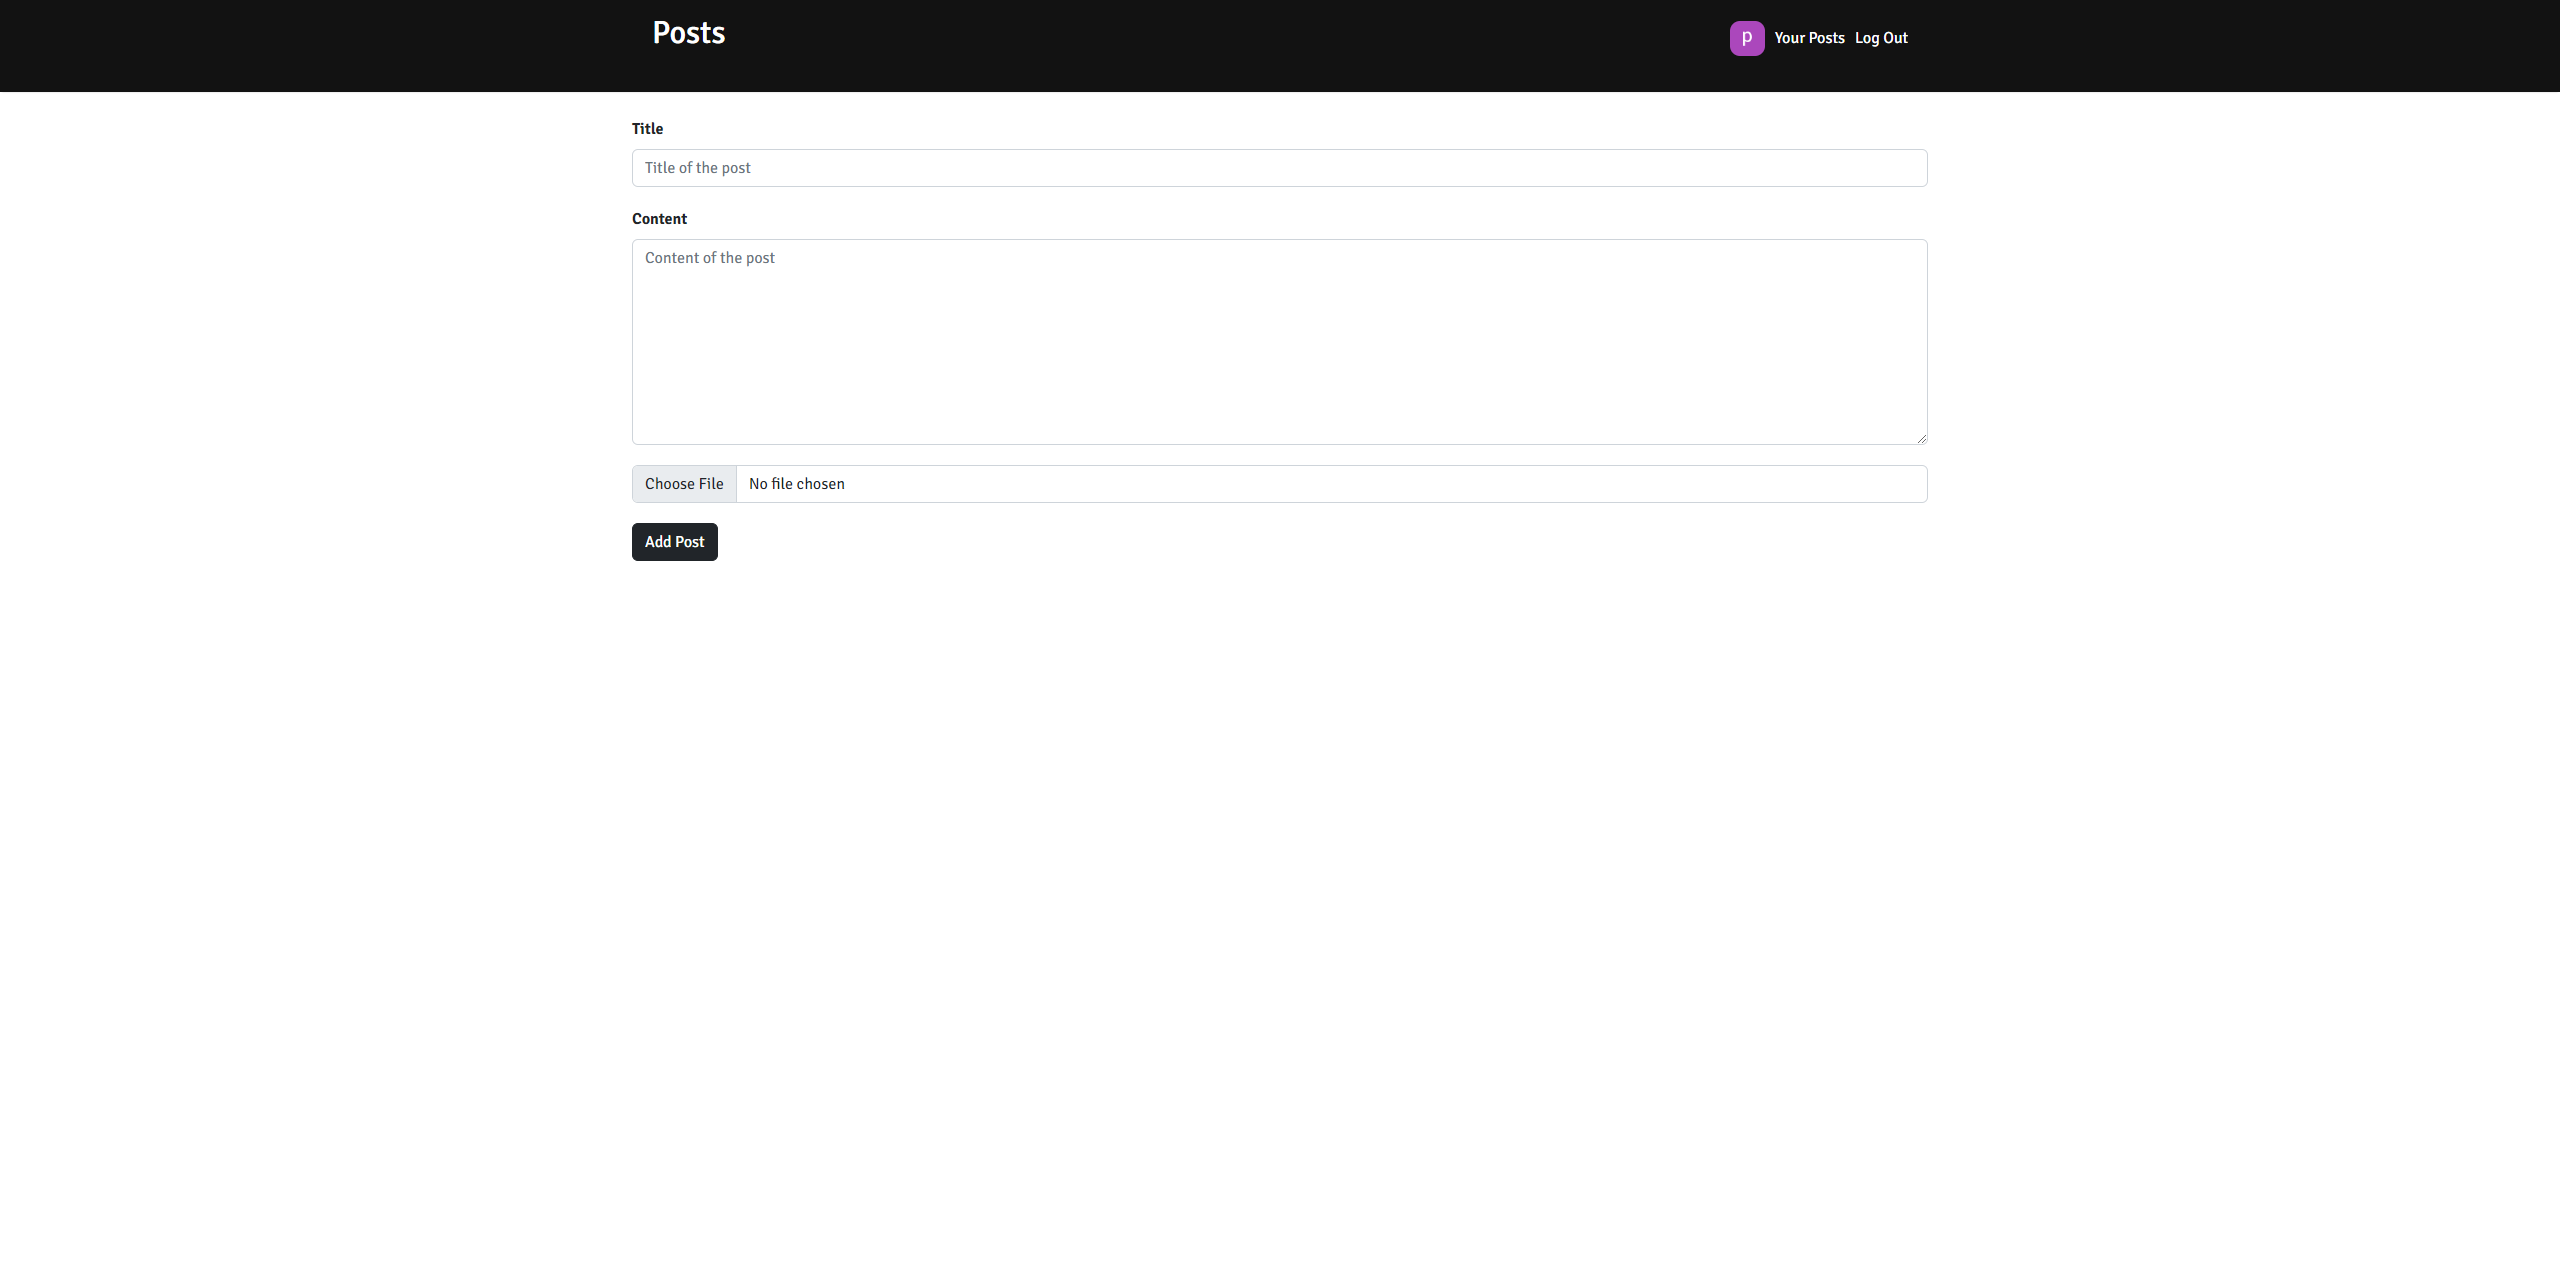 Posts
p Your Posts Log Out
Title
Title of the post
Content
Content of the post
Choose File No file chosen
Add Post